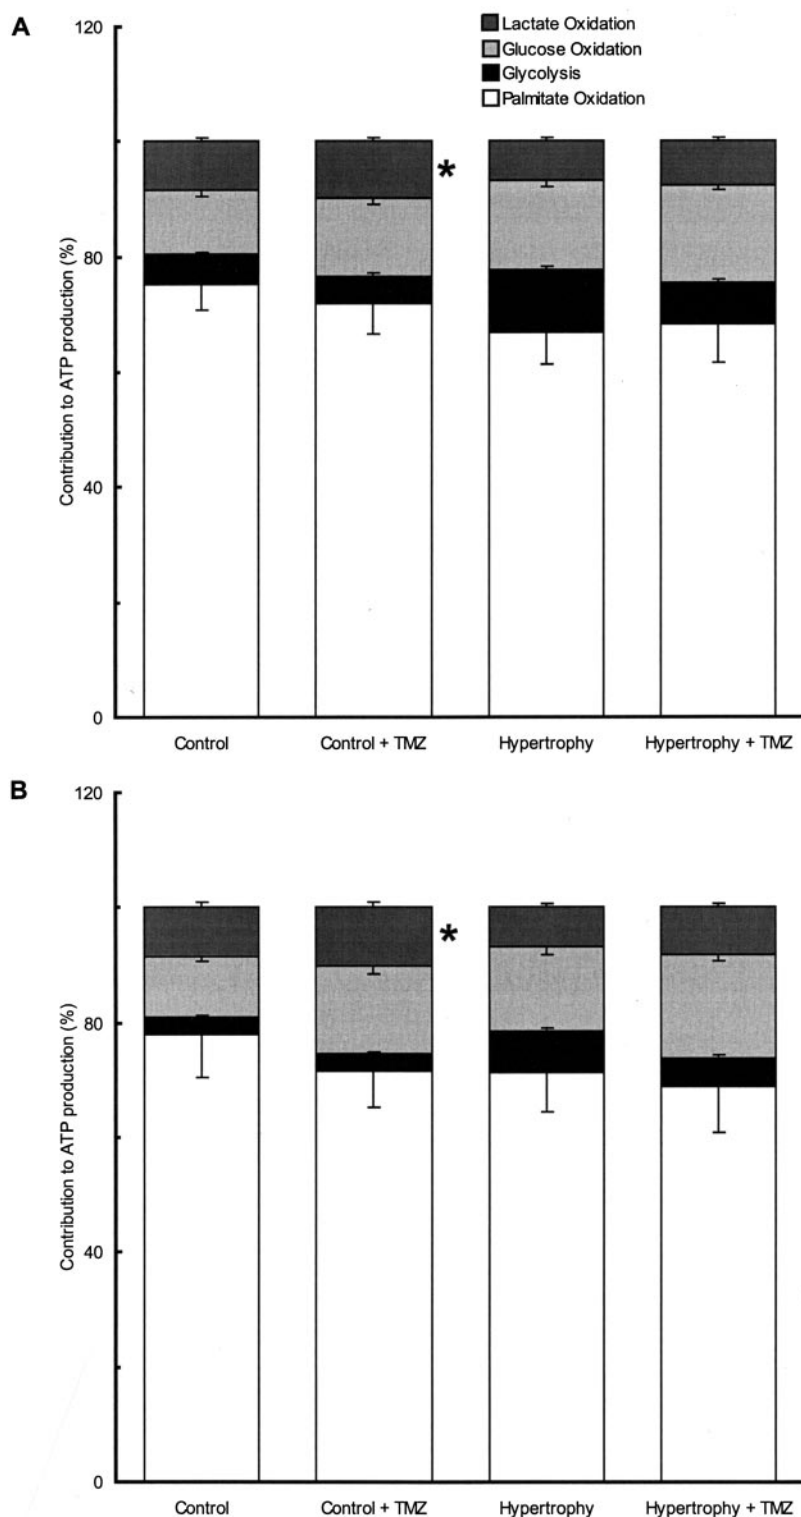 A
120
Lactate Oxidation
Glucose Oxidation
Glycolysis
Palmitate Oxidation
*
80
Contribution to ATP production (%)
40
0
Control
Control + TMZ
Hypertrophy
Hypertrophy + TMZ
B
120
*
80
Contribution to ATP production (%)
40
0
Control
Control + TMZ
Hypertrophy
Hypertrophy + TMZ